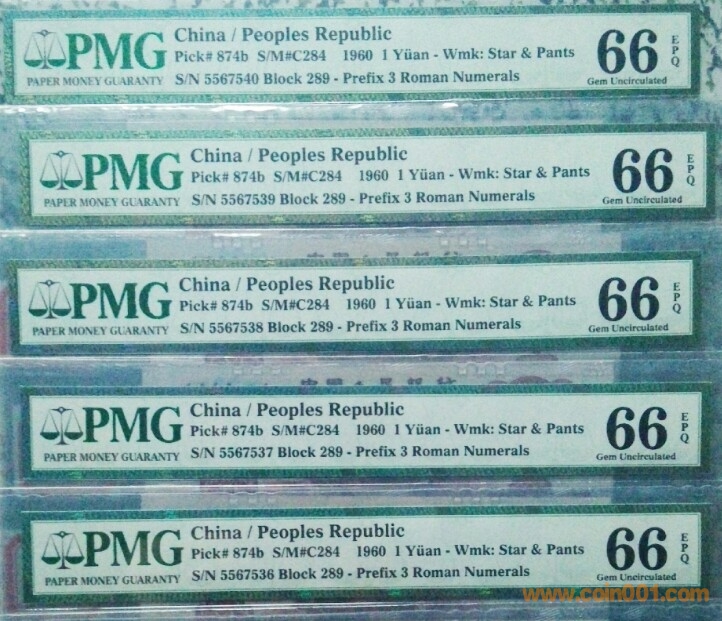 PMG
PAPER MONEY GUARANTY
China / Peoples Republic
Pick# 874b S/M#C284 1960 1 Yüan - Wmk: Star & Pants
S/N 5567540 Block 289 - Prefix 3 Roman Numerals
66 EPQ
Gem Uncirculated
PMG
PAPER MONEY GUARANTY
China / Peoples Republic
Pick# 874b S/M#C284 1960 1 Yüan - Wmk: Star & Pants
S/N 5567539 Block 289 - Prefix 3 Roman Numerals
66 EPQ
Gem Uncirculated
PMG
PAPER MONEY GUARANTY
China / Peoples Republic
Pick# 874b S/M#C284 1960 1 Yüan - Wmk: Star & Pants
S/N 5567538 Block 289 - Prefix 3 Roman Numerals
66 EPQ
Gem Uncirculated
PMG
PAPER MONEY GUARANTY
China / Peoples Republic
Pick# 874b S/M#C284 1960 1 Yüan - Wmk: Star & Pants
S/N 5567537 Block 289 - Prefix 3 Roman Numerals
66 EPQ
Gem Uncirculated
PMG
PAPER MONEY GUARANTY
China / Peoples Republic
Pick# 874b S/M#C284 1960 1 Yüan - Wmk: Star & Pants
S/N 5567536 Block 289 - Prefix 3 Roman Numerals
66 EPQ
Gem Uncirculated
www.coin001.com